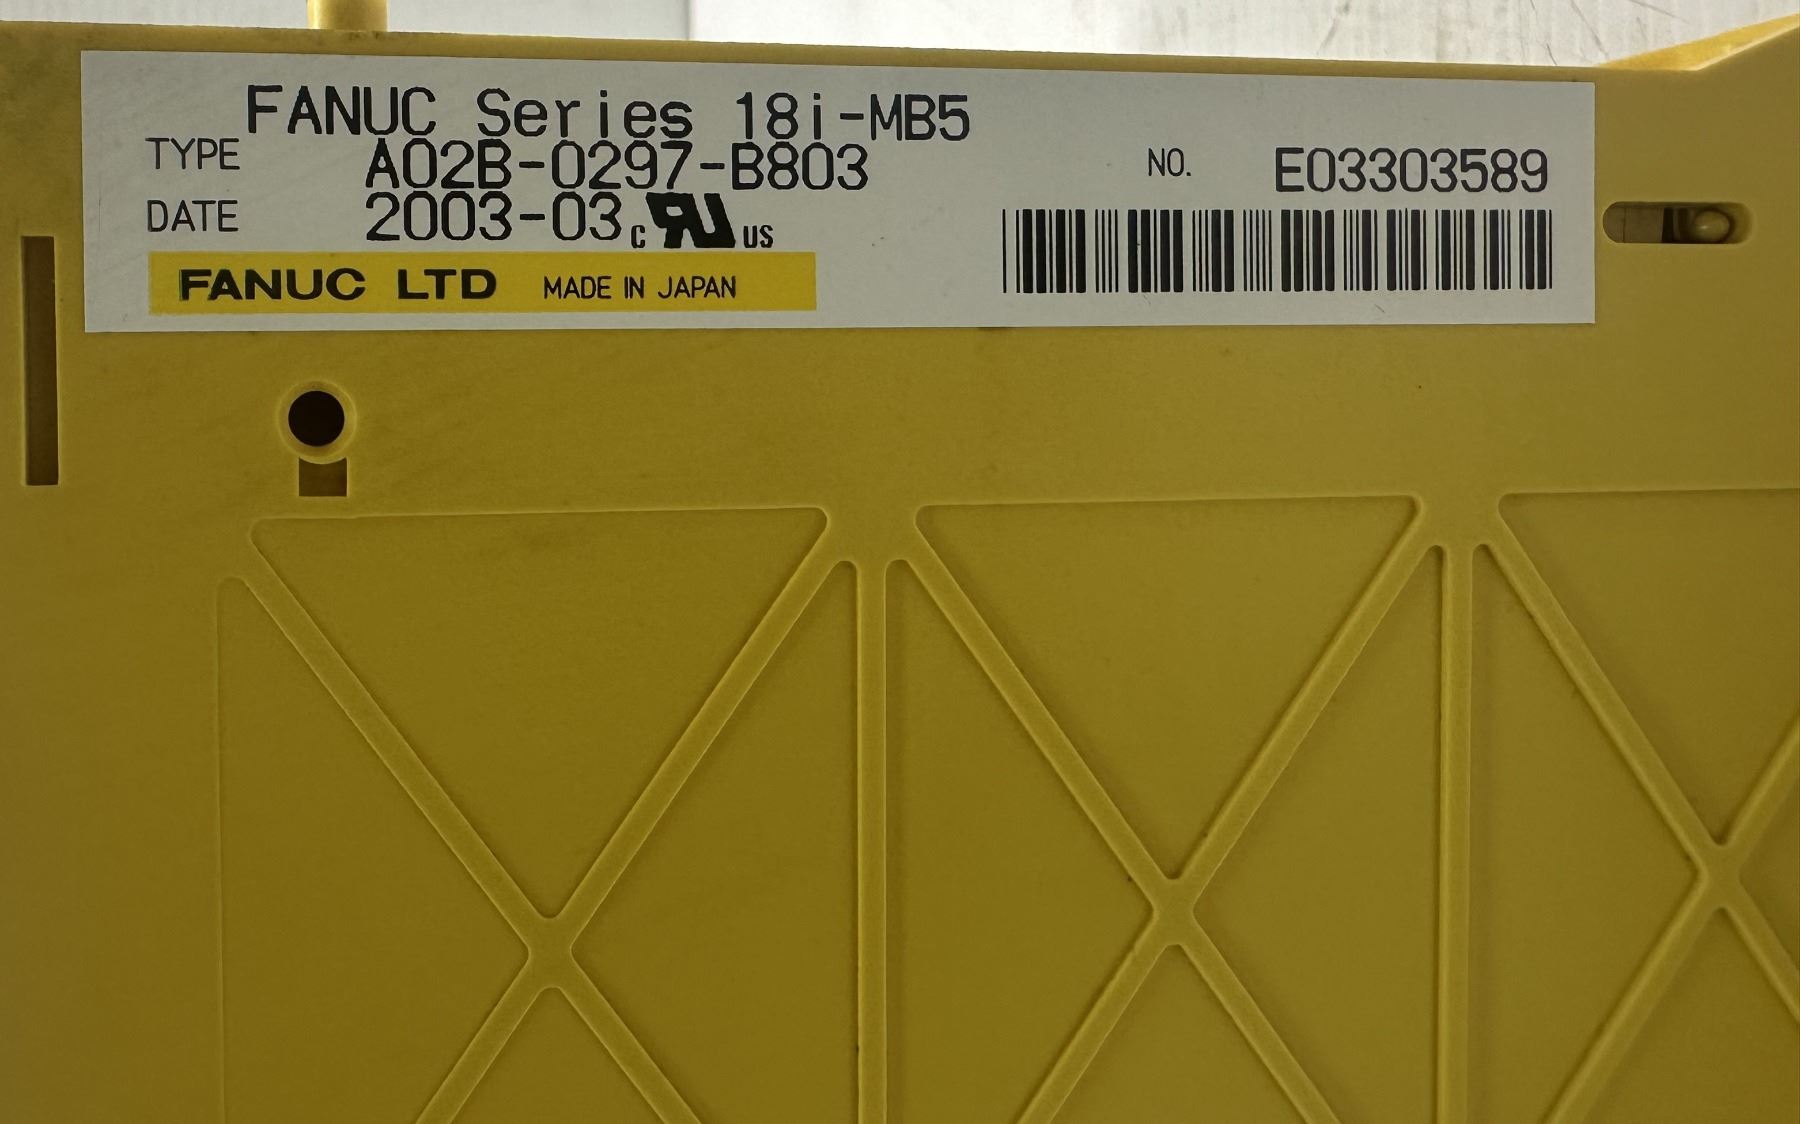 FANUC Series 18i-MB5
TYPE A02B-0297-B803
DATE 2003-03 c RU US
FANUC LTD MADE IN JAPAN
NO. E03303589